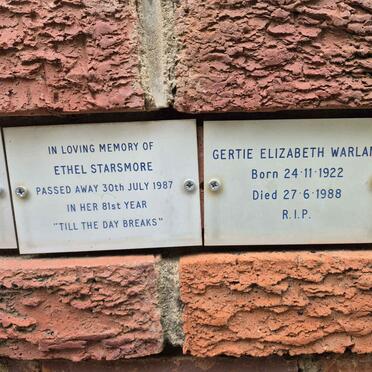 IN LOVING MEMORY OF
ETHEL STARSMORE
PASSED AWAY 30th JULY 1987
IN HER 81st YEAR
"TILL THE DAY BREAKS"
GERTIE ELIZABETH WARLAN
Born 24·11·1922
Died 27·6·1988
R.I.P.